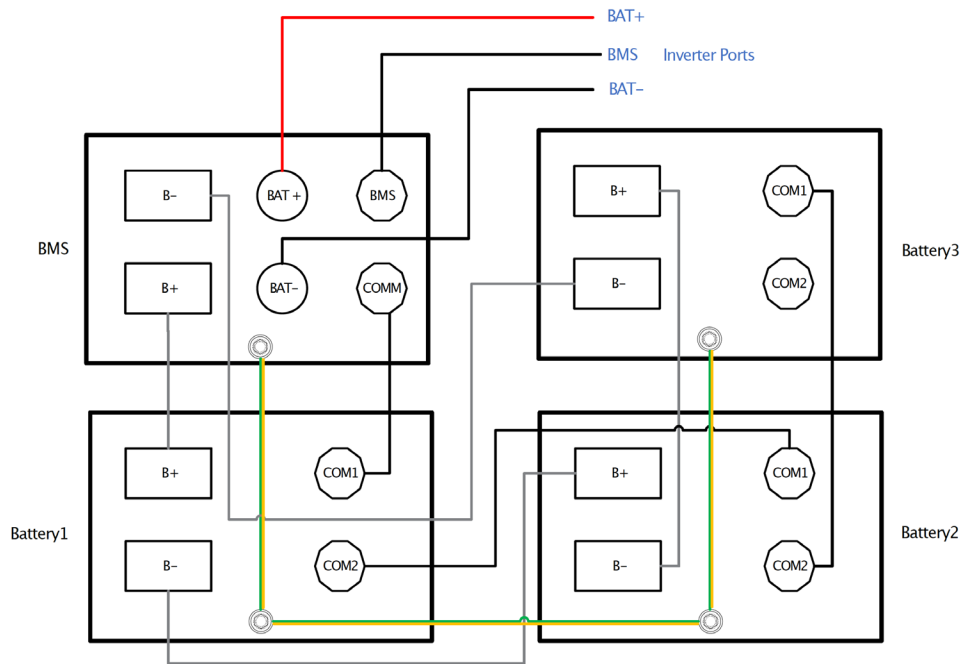 BAT+
BMS Inverter Ports
BAT−
B−
BAT +
BMS
BMS
B+
BAT−
COMM
B+
COM1
Battery3
B−
COM2
B+
COM1
Battery1
B−
COM2
B+
COM1
Battery2
B−
COM2